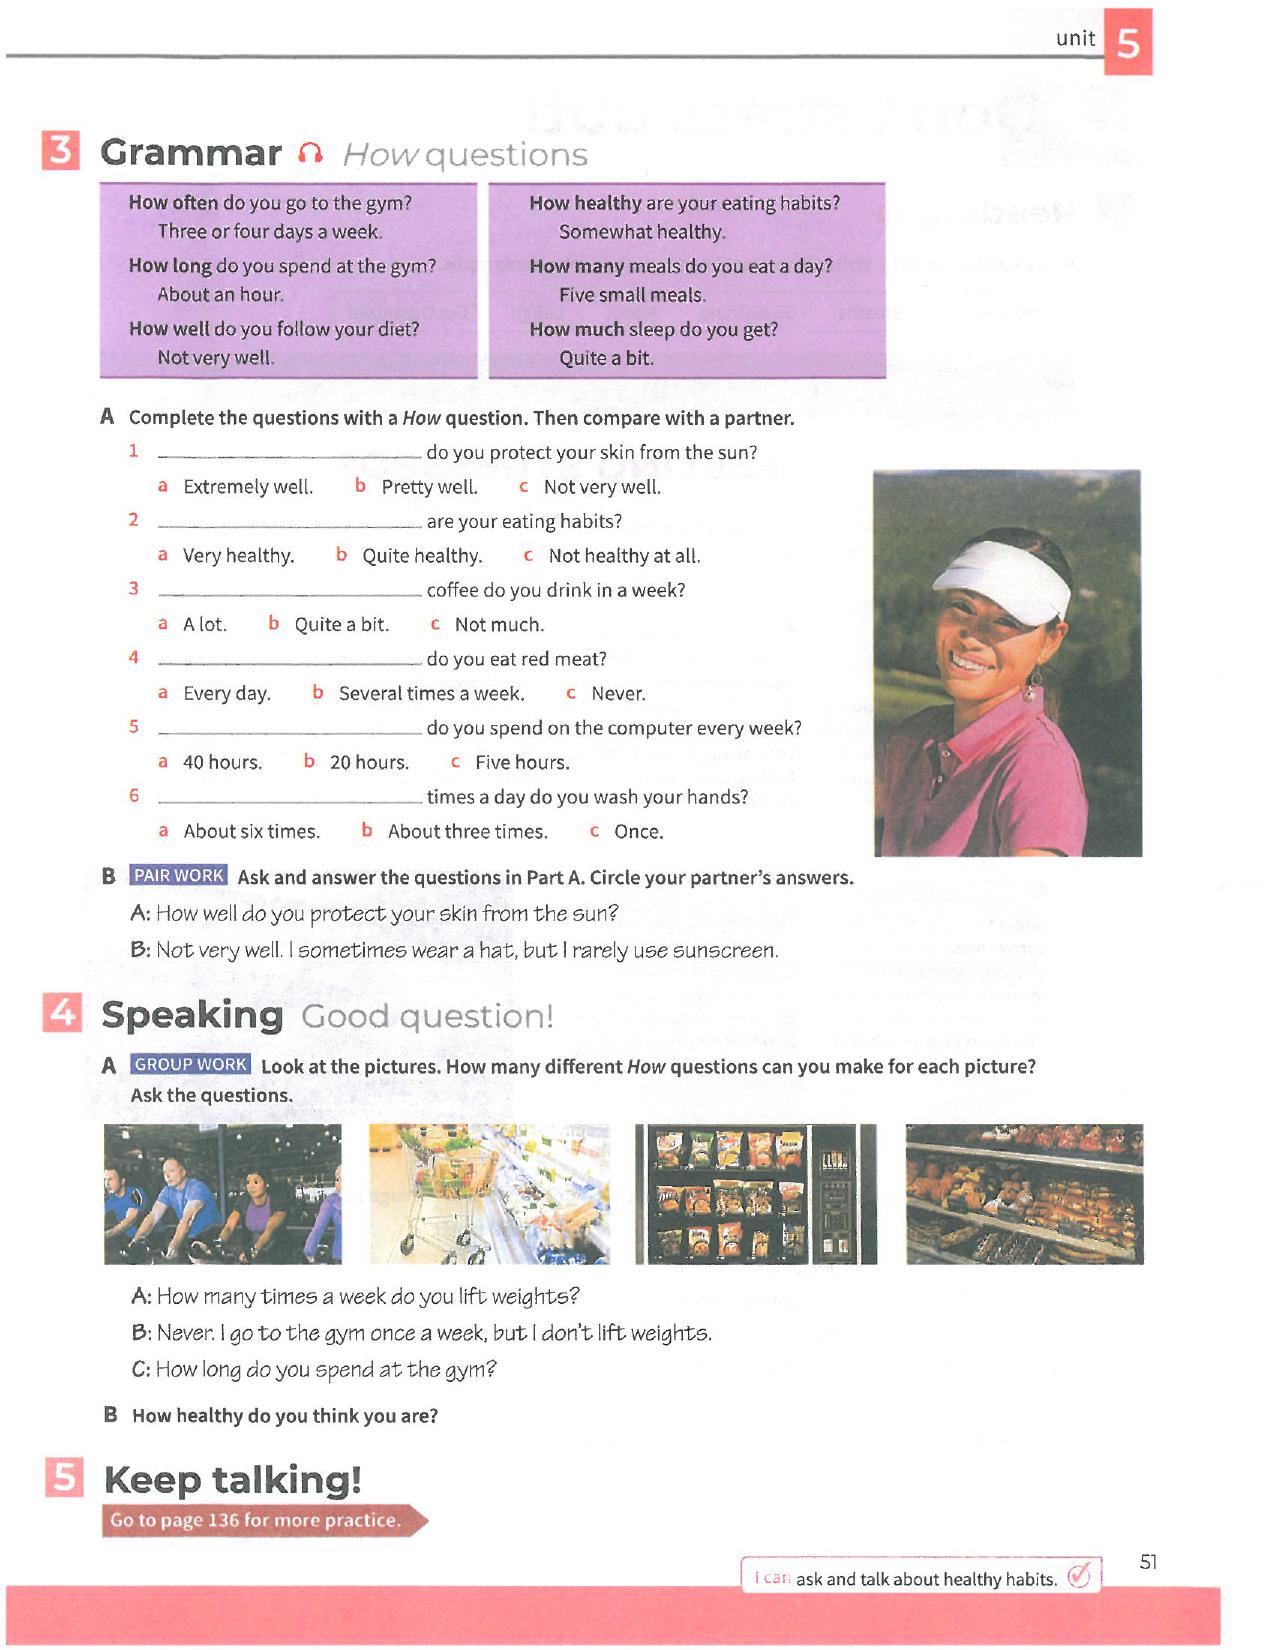 unit 5
3 Grammar How questions
How often do you go to the gym?
Three or four days a week.
How long do you spend at the gym?
About an hour.
How well do you follow your diet?
Not very well.
How healthy are your eating habits?
Somewhat healthy.
How many meals do you eat a day?
Five small meals.
How much sleep do you get?
Quite a bit.
A Complete the questions with a How question. Then compare with a partner.
1 ____________ do you protect your skin from the sun?
a Extremely well. b Pretty well. c Not very well.
2 ____________ are your eating habits?
a Very healthy. b Quite healthy. c Not healthy at all.
3 ____________ coffee do you drink in a week?
a A lot. b Quite a bit. c Not much.
4 ____________ do you eat red meat?
a Every day. b Several times a week. c Never.
5 ____________ do you spend on the computer every week?
a 40 hours. b 20 hours. c Five hours.
6 ____________ times a day do you wash your hands?
a About six times. b About three times. c Once.
B PAIR WORK Ask and answer the questions in Part A. Circle your partner's answers.
A: How well do you protect your skin from the sun?
B: Not very well. I sometimes wear a hat, but I rarely use sunscreen.
4 Speaking Good question!
A GROUP WORK Look at the pictures. How many different How questions can you make for each picture?
Ask the questions.
A: How many times a week do you lift weights?
B: Never. I go to the gym once a week, but I don't lift weights.
C: How long do you spend at the gym?
B How healthy do you think you are?
5 Keep talking!
Go to page 136 for more practice.
I can ask and talk about healthy habits.
51